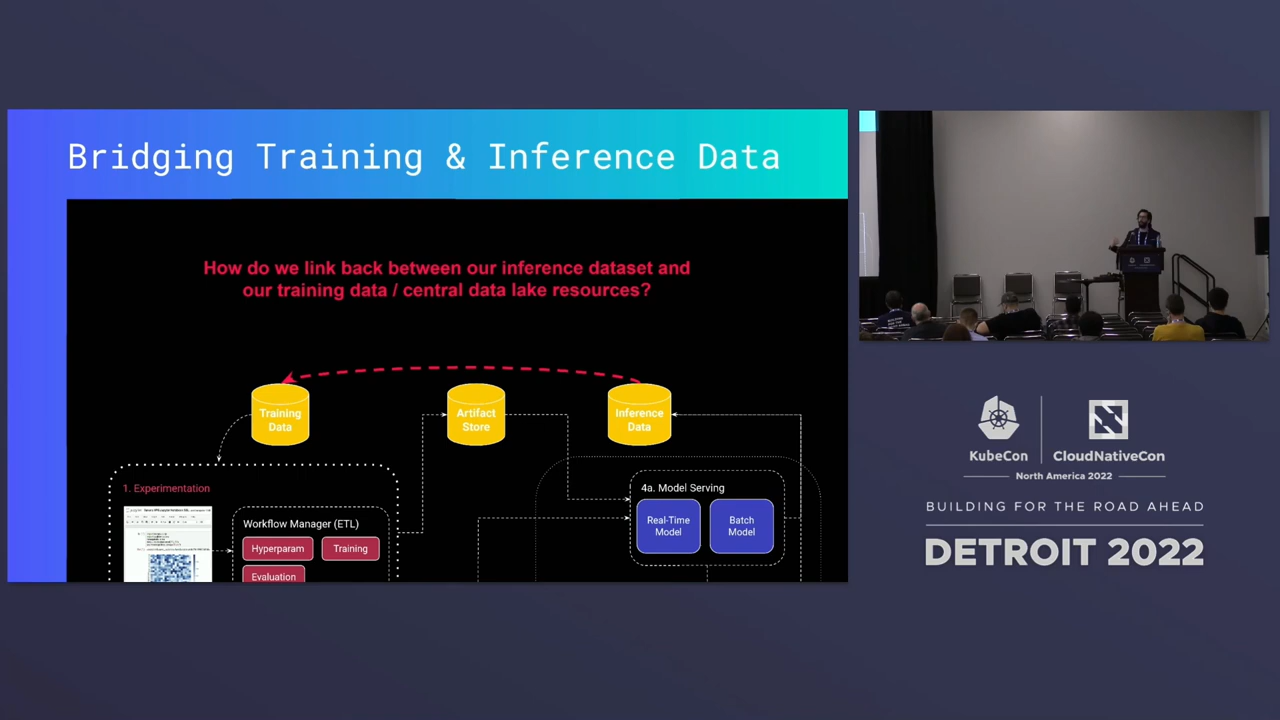 Bridging Training & Inference Data
How do we link back between our inference dataset and
our training data / central data lake resources?
Training
Data
Artifact
Store
Inference
Data
1. Experimentation
Workflow Manager (ETL)
Hyperparam
Training
Evaluation
4a. Model Serving
Real-Time
Model
Batch
Model
KubeCon
CloudNativeCon
North America 2022
BUILDING FOR THE ROAD AHEAD
DETROIT 2022